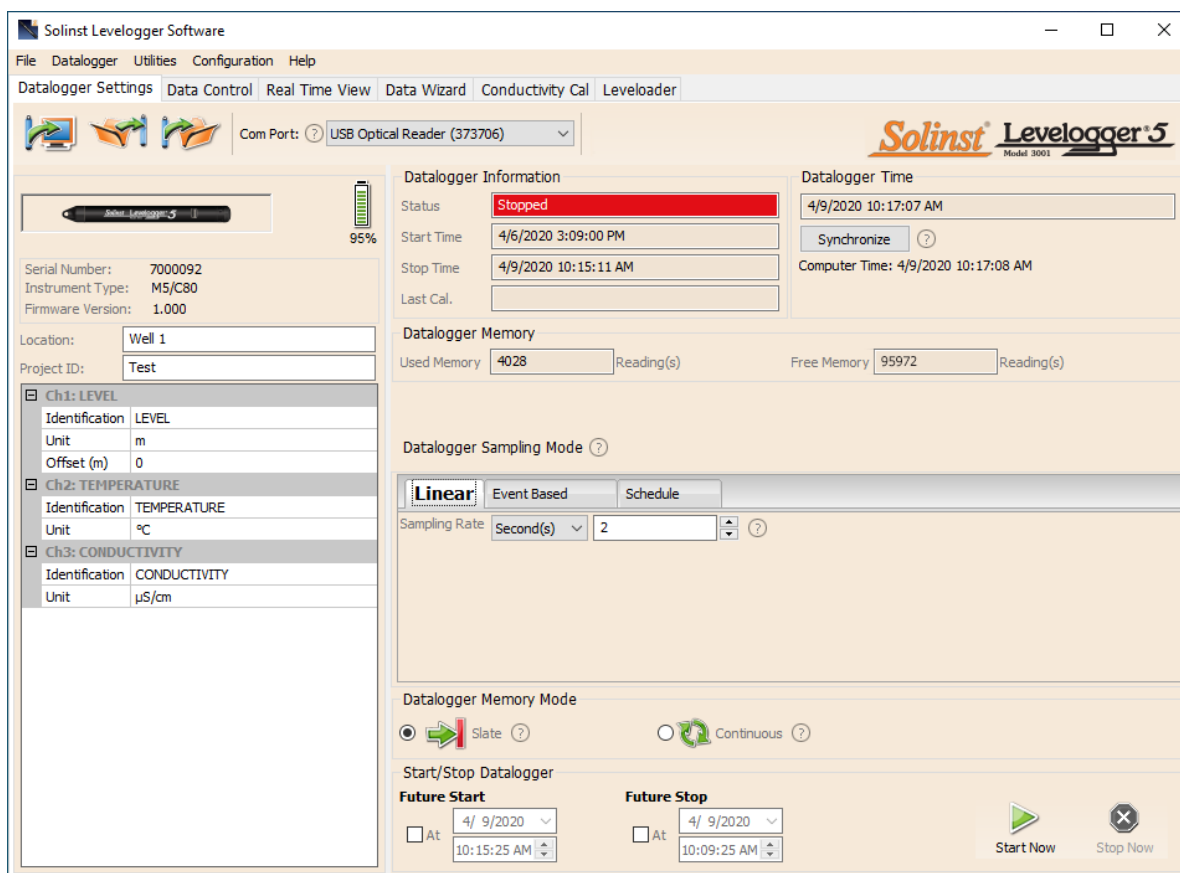 Solinst Levelogger Software
File Datalogger Utilities Configuration Help
Datalogger Settings Data Control Real Time View Data Wizard Conductivity Cal Leveloader
Com Port: ? USB Optical Reader (373706)
Solinst® Levelogger®5
Model 3001
Solinst Levelogger 5
95%
Serial Number: 7000092
Instrument Type: M5/C80
Firmware Version: 1.000
Location: Well 1
Project ID: Test
Ch1: LEVEL
Identification LEVEL
Unit m
Offset (m) 0
Ch2: TEMPERATURE
Identification TEMPERATURE
Unit ºC
Ch3: CONDUCTIVITY
Identification CONDUCTIVITY
Unit µS/cm
Datalogger Information
Status Stopped
Start Time 4/6/2020 3:09:00 PM
Stop Time 4/9/2020 10:15:11 AM
Last Cal.
Datalogger Time
4/9/2020 10:17:07 AM
Synchronize ?
Computer Time: 4/9/2020 10:17:08 AM
Datalogger Memory
Used Memory 4028 Reading(s) Free Memory 95972 Reading(s)
Datalogger Sampling Mode ?
Linear Event Based Schedule
Sampling Rate Second(s) 2 ?
Datalogger Memory Mode
Slate ? Continuous ?
Start/Stop Datalogger
Future Start
At 4/ 9/2020
10:15:25 AM
Future Stop
At 4/ 9/2020
10:09:25 AM
Start Now Stop Now